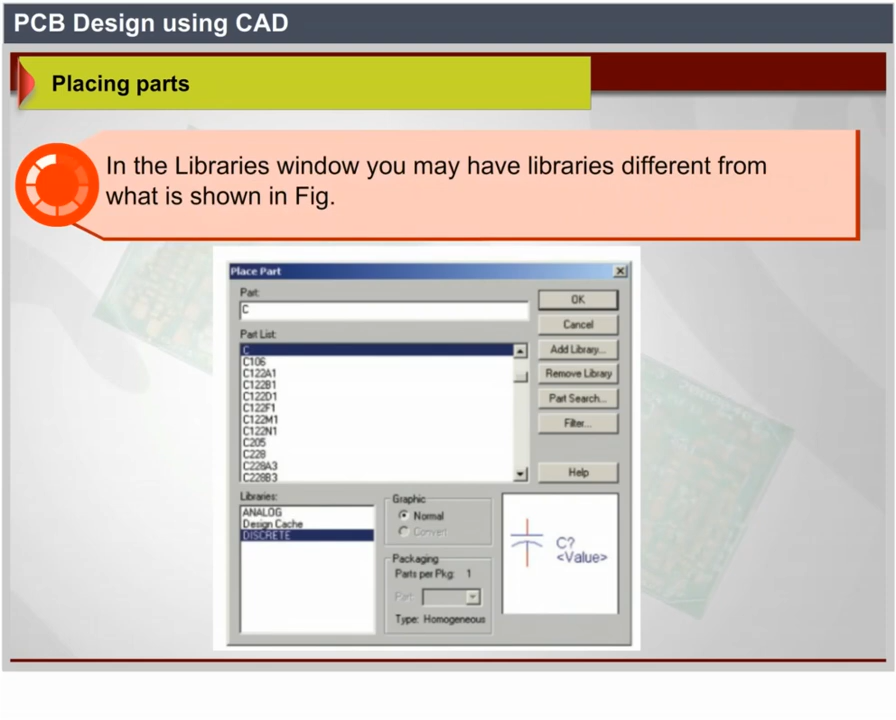 PCB Design using CAD
Placing parts
In the Libraries window you may have libraries different from
what is shown in Fig.
Place Part
Part:
C
OK
Cancel
Part List:
Add Library...
Remove Library
Part Search...
Filter...
Help
C
C106
C122A1
C122B1
C122D1
C122F1
C122M1
C122N1
C205
C228
C228A3
C228B3
Libraries:
ANALOG
Design Cache
DISCRETE
Graphic
Normal
Convert
Packaging
Parts per Pkg: 1
Part:
Type: Homogeneous
C?
<Value>